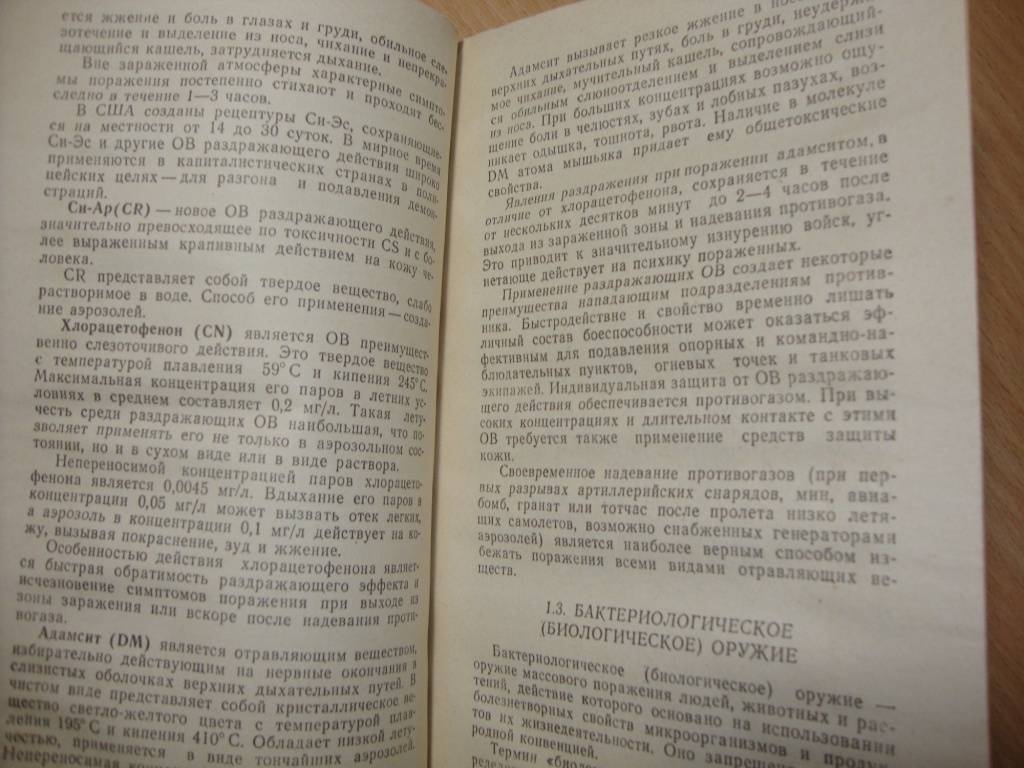 ется жжение и боль в глазах и груди, обильное сле-
зотечение и выделение из носа, чихание и непрекра-
щающийся кашель, затрудняется дыхание.
Вне зараженной атмосферы характерные симпто-
мы поражения постепенно стихают и проходят бес-
следно в течение 1—3 часов.
В США созданы рецептуры Си-Эс, сохраняющие-
ся на местности от 14 до 30 суток. В мирное время
Си-Эс и другие ОВ раздражающего действия широко
применяются в капиталистических странах в поли-
цейских целях — для разгона и подавления демон-
страций.
Си-Ар(CR) — новое ОВ раздражающего действия,
значительно превосходящее по токсичности CS и с бо-
лее выраженным крапивным действием на кожу че-
ловека.
CR представляет собой твердое вещество, слабо
растворимое в воде. Способ его применения — созда-
ние аэрозолей.
Хлорацетофенон (CN) является ОВ преимущест-
венно слезоточивого действия. Это твердое вещество
с температурой плавления 59° С и кипения 245° С.
Максимальная концентрация его паров в летних ус-
ловиях в среднем составляет 0,2 мг/л. Такая лету-
честь среди раздражающих ОВ наибольшая, что по-
зволяет применять его не только в аэрозольном сос-
тоянии, но и в сухом виде или в виде раствора.
Непереносимой концентрацией паров хлорацето-
фенона является 0,0045 мг/л. Вдыхание его паров в
концентрации 0,05 мг/л может вызвать отек легких,
а аэрозоль в концентрации 0,1 мг/л действует на ко-
жу, вызывая покраснение, зуд и жжение.
Особенностью действия хлорацетофенона являет-
ся быстрая обратимость раздражающего эффекта и
исчезновение симптомов поражения при выходе из
зоны заражения или вскоре после надевания проти-
вогаза.
Адамсит (DM) является отравляющим веществом,
избирательно действующим на нервные окончания в
слизистых оболочках верхних дыхательных путей. В
чистом виде представляет собой кристаллическое ве-
щество светло-желтого цвета с температурой плав-
ления 195° С и кипения 410° С. Обладает низкой лету-
честью, применяется в виде тончайших аэрозолей.
Непереносимая
Адамсит вызывает резкое жжение в
верхних дыхательных путях, боль в груди, неудержи-
мое чихание, мучительный кашель, сопровождающий-
ся обильным слюноотделением и выделением слизи
из носа. При больших концентрациях возможно ощу-
щение боли в челюстях, зубах и лобных пазухах, воз-
никает одышка, тошнота, рвота. Наличие в молекуле
DM атома мышьяка придает ему общетоксические
свойства.
Явления раздражения при поражении адамситом, в
отличие от хлорацетофенона, сохраняется в течение
от нескольких десятков минут до 2—4 часов после
выхода из зараженной зоны и надевания противогаза.
Это приводит к значительному изнурению войск, уг-
нетающе действует на психику пораженных.
Применение раздражающих ОВ создает некоторые
преимущества нападающим подразделениям против-
ника. Быстродействие и свойство временно лишать
личный состав боеспособности может оказаться эф-
фективным для подавления опорных и командно-на-
блюдательных пунктов, огневых точек и танковых
экипажей. Индивидуальная защита от ОВ раздражаю-
щего действия обеспечивается противогазом. При вы-
соких концентрациях и длительном контакте с этими
ОВ требуется также применение средств защиты
кожи.
Своевременное надевание противогазов (при пер-
вых разрывах артиллерийских снарядов, мин, авиа-
бомб, гранат или тотчас после пролета низко летя-
щих самолетов, возможно снабженных генераторами
аэрозолей) является наиболее верным способом из-
бежать поражения всеми видами отравляющих ве-
ществ.
1.3. БАКТЕРИОЛОГИЧЕСКОЕ
(БИОЛОГИЧЕСКОЕ) ОРУЖИЕ
Бактериологическое (биологическое) оружие —
оружие массового поражения людей, животных и рас-
тений, действие которого основано на использовании
болезнетворных свойств микроорганизмов и продук-
тов их жизнедеятельности. Оно запрещено
родной конвенцией.
Термин